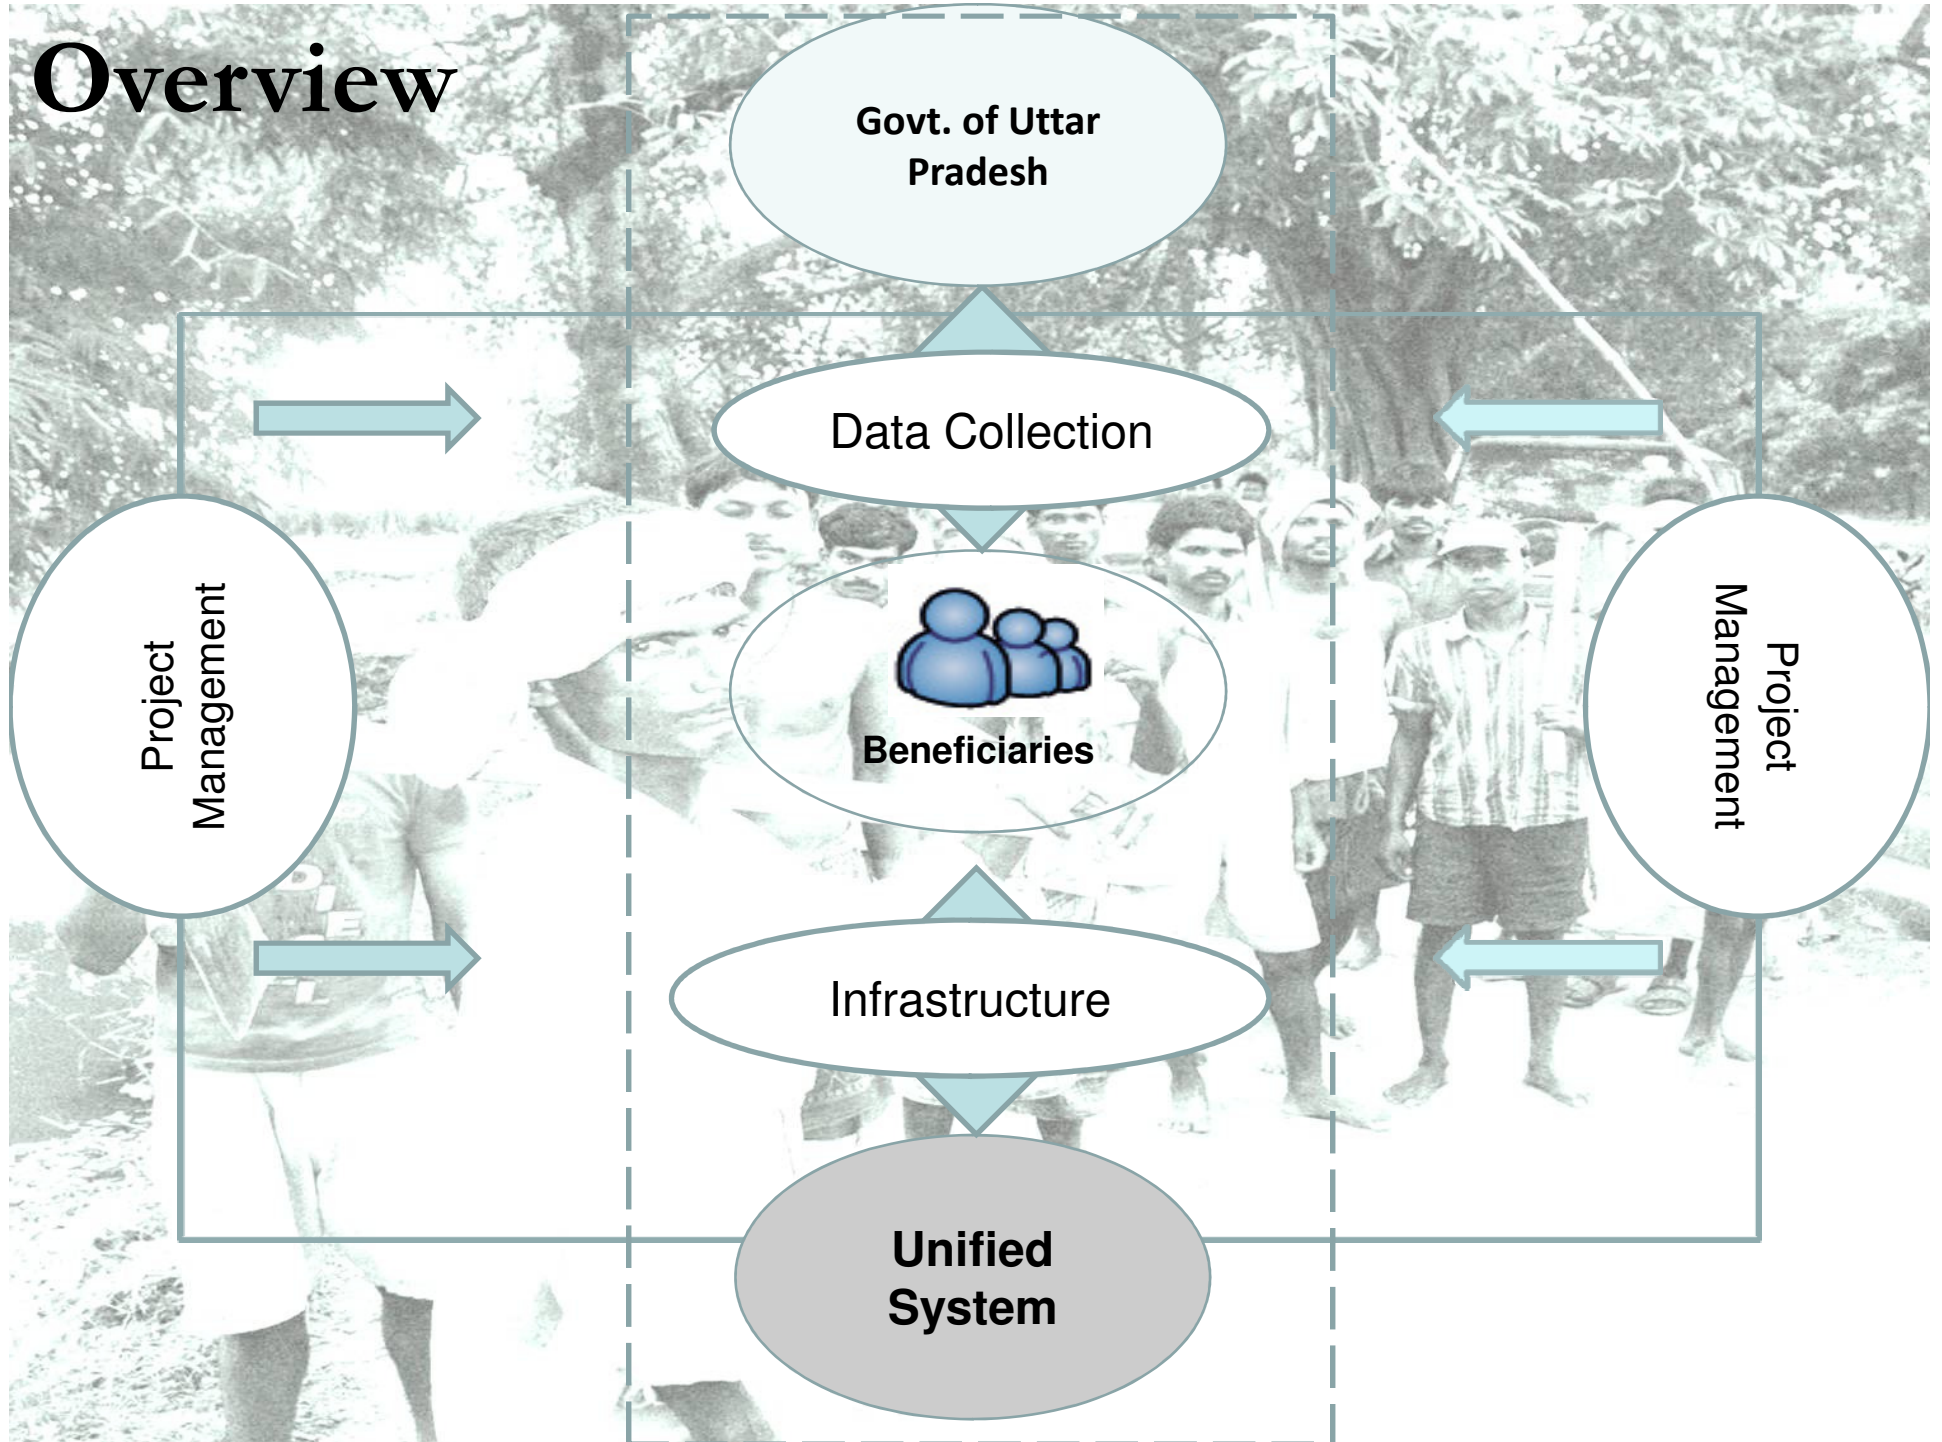 Overview
Govt. of Uttar
Pradesh
Data Collection
Project
Management
Beneficiaries
Project
Management
Infrastructure
Unified
System